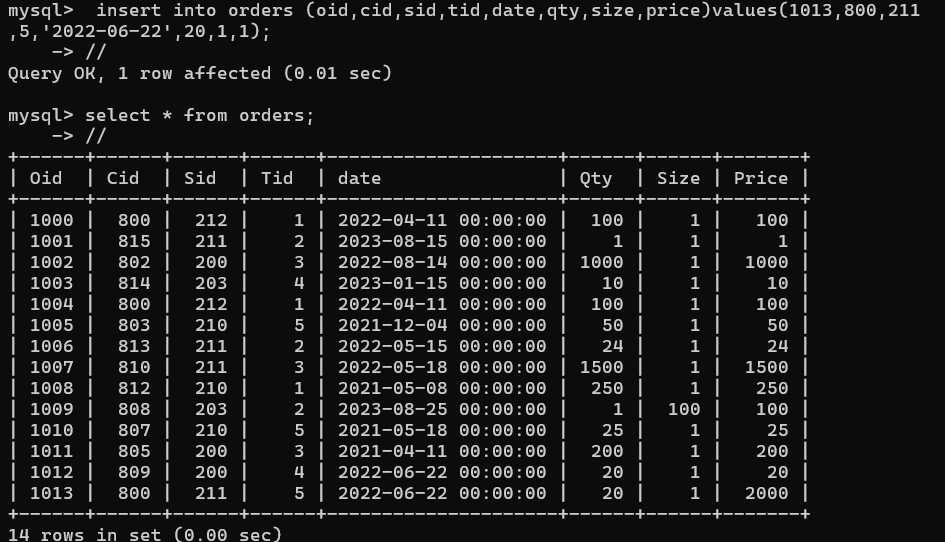 mysql>  insert into orders (oid,cid,sid,tid,date,qty,size,price)values(1013,800,211
,5,'2022-06-22',20,1,1);
    -> //
Query OK, 1 row affected (0.01 sec)

mysql> select * from orders;
    -> //
+------+------+------+------+---------------------+------+------+-------+
| Oid  | Cid  | Sid  | Tid  | date                | Qty  | Size | Price |
+------+------+------+------+---------------------+------+------+-------+
| 1000 |  800 |  212 |    1 | 2022-04-11 00:00:00 |  100 |    1 |   100 |
| 1001 |  815 |  211 |    2 | 2023-08-15 00:00:00 |    1 |    1 |     1 |
| 1002 |  802 |  200 |    3 | 2022-08-14 00:00:00 | 1000 |    1 |  1000 |
| 1003 |  814 |  203 |    4 | 2023-01-15 00:00:00 |   10 |    1 |    10 |
| 1004 |  800 |  212 |    1 | 2022-04-11 00:00:00 |  100 |    1 |   100 |
| 1005 |  803 |  210 |    5 | 2021-12-04 00:00:00 |   50 |    1 |    50 |
| 1006 |  813 |  211 |    2 | 2022-05-15 00:00:00 |   24 |    1 |    24 |
| 1007 |  810 |  211 |    3 | 2022-05-18 00:00:00 | 1500 |    1 |  1500 |
| 1008 |  812 |  210 |    1 | 2021-05-08 00:00:00 |  250 |    1 |   250 |
| 1009 |  808 |  203 |    2 | 2023-08-25 00:00:00 |    1 |  100 |   100 |
| 1010 |  807 |  210 |    5 | 2021-05-18 00:00:00 |   25 |    1 |    25 |
| 1011 |  805 |  200 |    3 | 2021-04-11 00:00:00 |  200 |    1 |   200 |
| 1012 |  809 |  200 |    4 | 2022-06-22 00:00:00 |   20 |    1 |    20 |
| 1013 |  800 |  211 |    5 | 2022-06-22 00:00:00 |   20 |    1 |  2000 |
+------+------+------+------+---------------------+------+------+-------+
14 rows in set (0.00 sec)